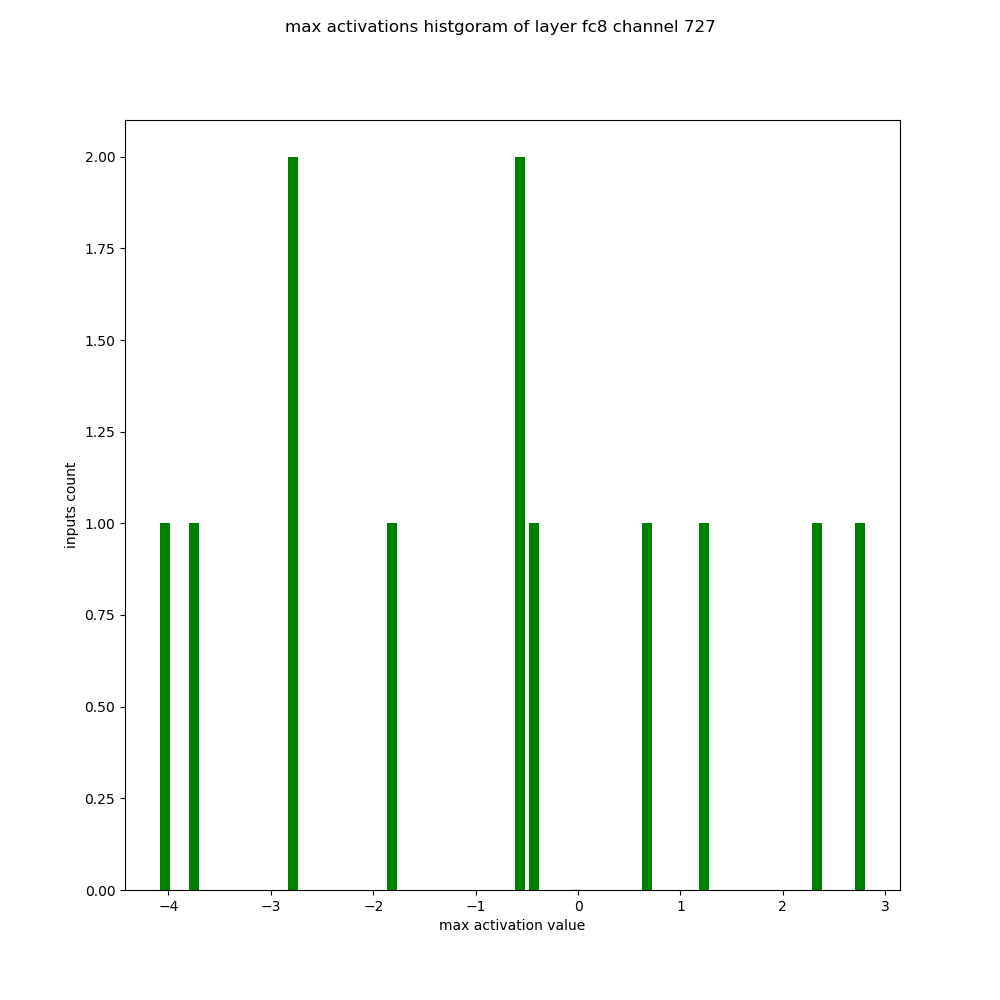 max activations histgoram of layer fc8 channel 727
2.00
1.75
1.50
1.25
1.00
0.75
0.50
0.25
0.00
inputs count
−4 −3 −2 −1 0 1 2 3
max activation value